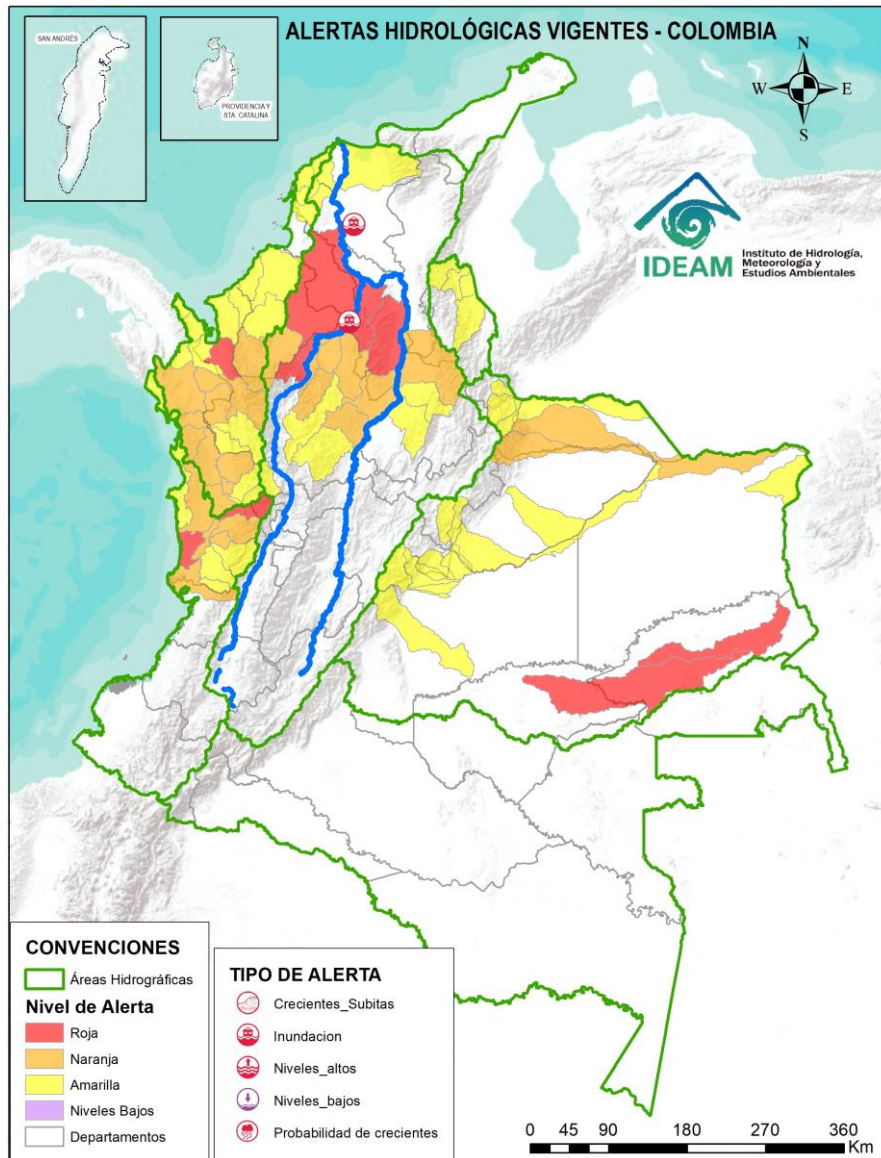 ALERTAS HIDROLÓGICAS VIGENTES - COLOMBIA
SAN ANDRÉS
PROVIDENCIA Y
STA. CATALINA
N
W
E
S
IDEAM
Instituto de Hidrología,
Meteorología y
Estudios Ambientales
CONVENCIONES
Áreas Hidrográficas
Nivel de Alerta
Roja
Naranja
Amarilla
Niveles Bajos
Departamentos
TIPO DE ALERTA
Crecientes_Subitas
Inundacion
Niveles_altos
Niveles_bajos
Probabilidad de crecientes
0 45 90 180 270 360
Km